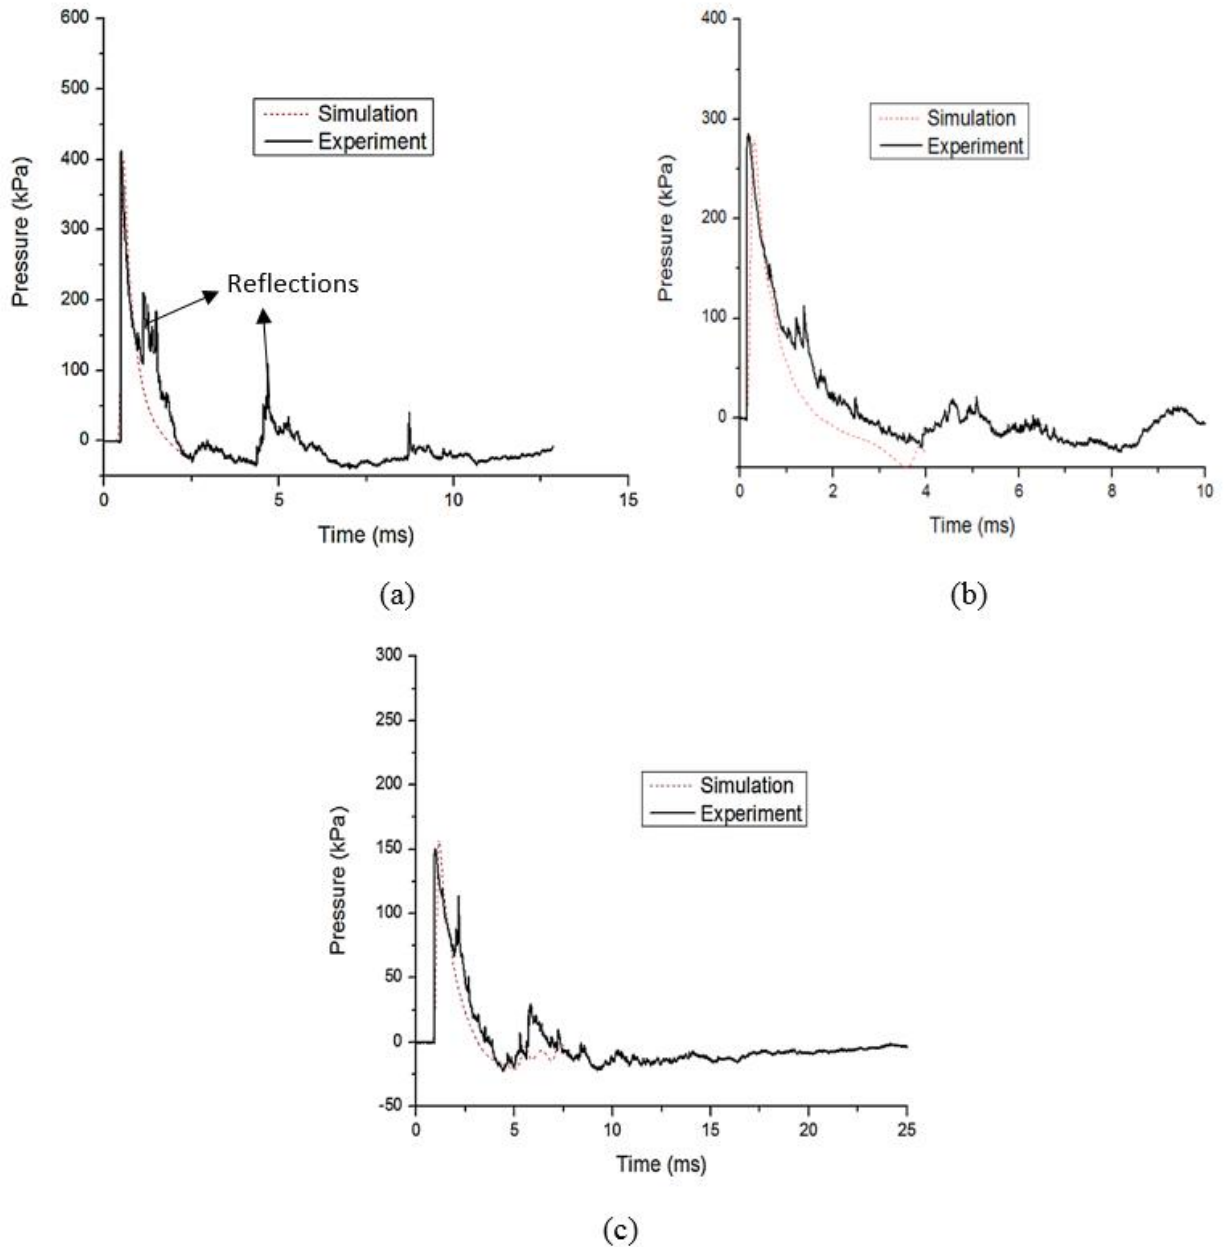 600
500
400
300
200
100
0
Pressure (kPa)
Simulation
Experiment
Reflections
0 5 10 15
Time (ms)
(a)
400
300
200
100
0
Pressure (kPa)
Simulation
Experiment
0 2 4 6 8 10
Time (ms)
(b)
300
250
200
150
100
50
0
-50
Pressure (kPa)
Simulation
Experiment
0 5 10 15 20 25
Time (ms)
(c)